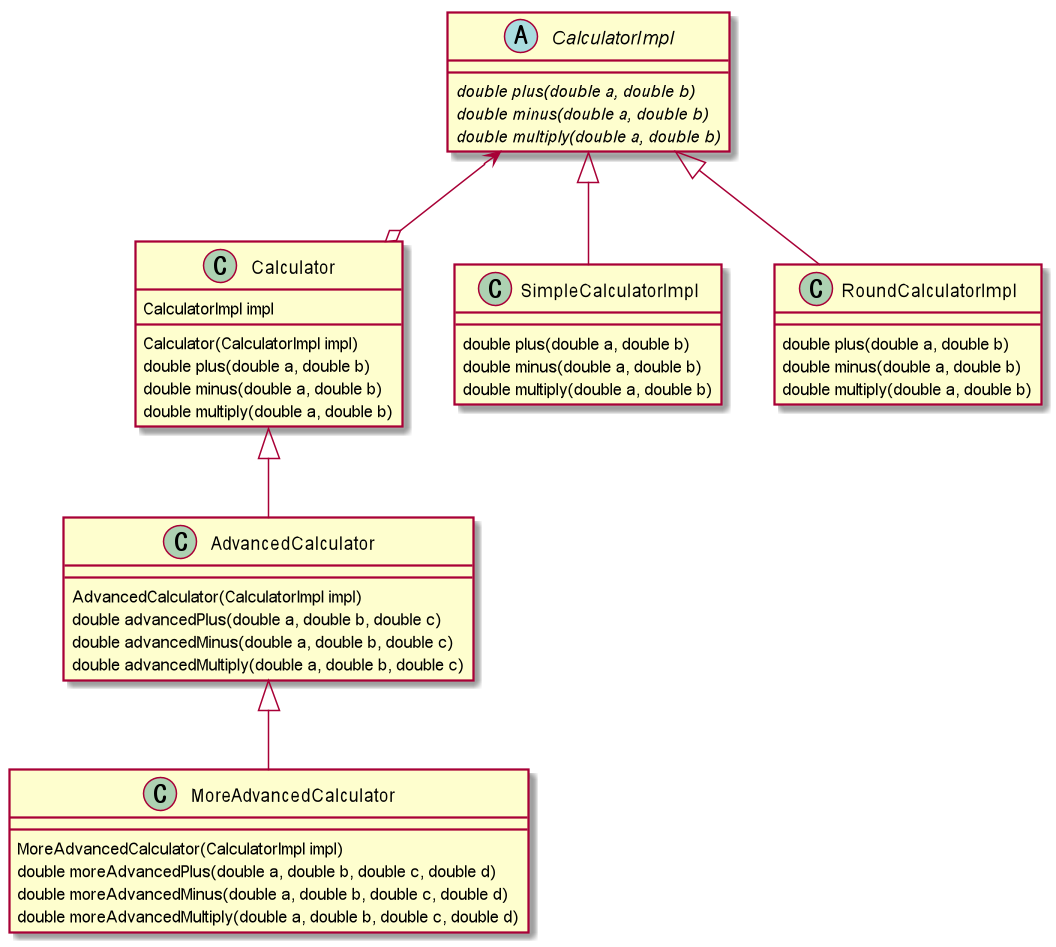 A CalculatorImpl
double plus(double a, double b)
double minus(double a, double b)
double multiply(double a, double b)
C Calculator
CalculatorImpl impl
Calculator(CalculatorImpl impl)
double plus(double a, double b)
double minus(double a, double b)
double multiply(double a, double b)
C SimpleCalculatorImpl
double plus(double a, double b)
double minus(double a, double b)
double multiply(double a, double b)
C RoundCalculatorImpl
double plus(double a, double b)
double minus(double a, double b)
double multiply(double a, double b)
C AdvancedCalculator
AdvancedCalculator(CalculatorImpl impl)
double advancedPlus(double a, double b, double c)
double advancedMinus(double a, double b, double c)
double advancedMultiply(double a, double b, double c)
C MoreAdvancedCalculator
MoreAdvancedCalculator(CalculatorImpl impl)
double moreAdvancedPlus(double a, double b, double c, double d)
double moreAdvancedMinus(double a, double b, double c, double d)
double moreAdvancedMultiply(double a, double b, double c, double d)